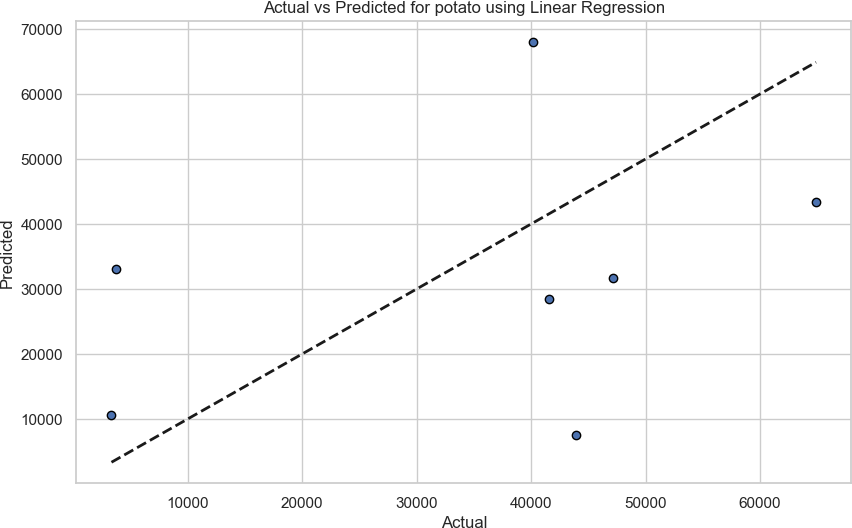 Actual vs Predicted for potato using Linear Regression
70000
60000
50000
40000
30000
20000
10000
Predicted
10000 20000 30000 40000 50000 60000
Actual